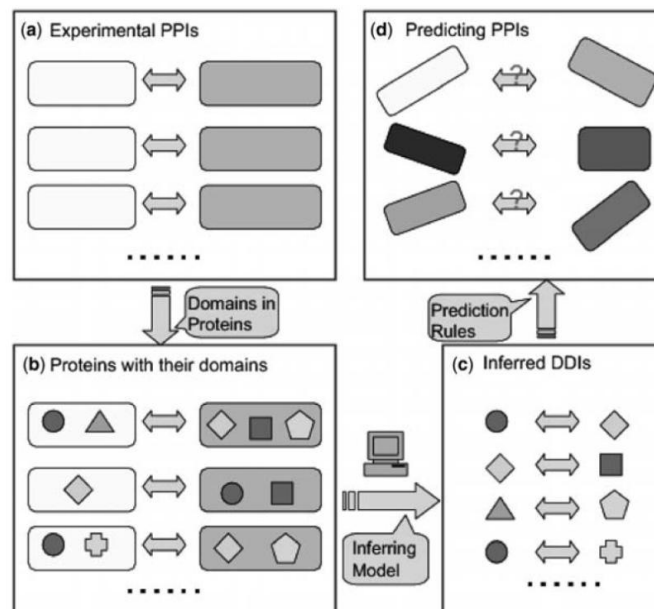 (a) Experimental PPIs
(d) Predicting PPIs
?
?
?
. . . . . .
. . . . . .
Domains in
Proteins
Prediction
Rules
(b) Proteins with their domains
(c) Inferred DDIs
Inferring
Model
. . . . . .
. . . . . .